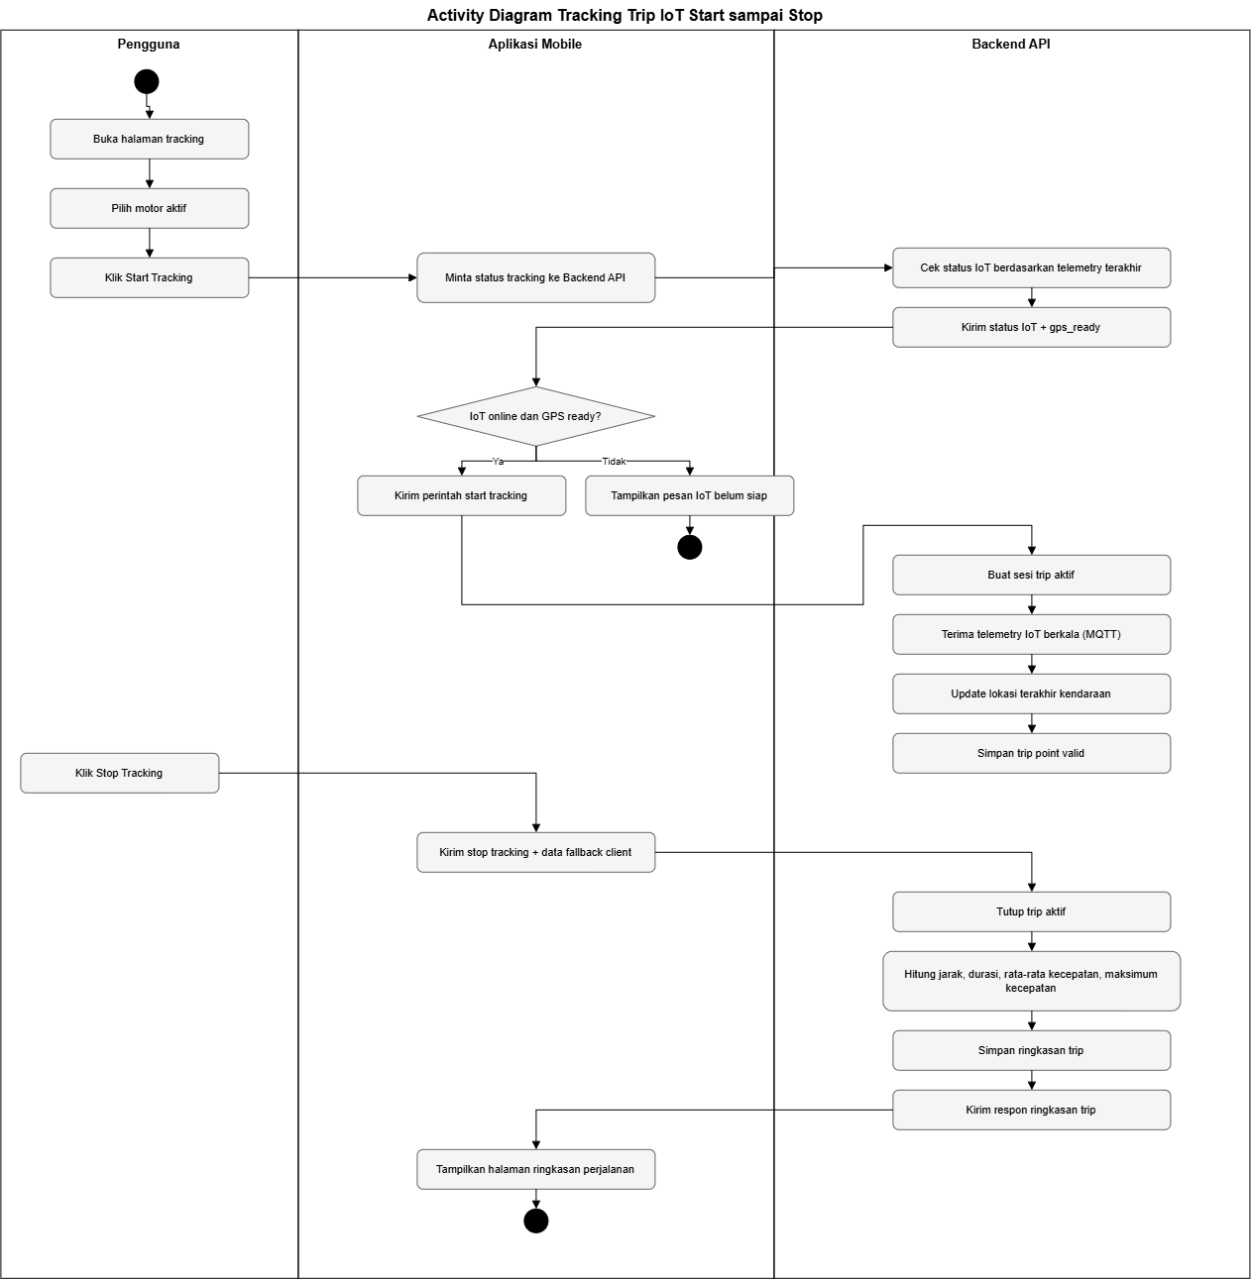 Activity Diagram Tracking Trip IoT Start sampai Stop
Pengguna
Aplikasi Mobile
Backend API
Buka halaman tracking
Pilih motor aktif
Klik Start Tracking
Minta status tracking ke Backend API
Cek status IoT berdasarkan telemetry terakhir
Kirim status IoT + gps_ready
IoT online dan GPS ready?
Ya
Tidak
Kirim perintah start tracking
Tampilkan pesan IoT belum siap
Buat sesi trip aktif
Terima telemetry IoT berkala (MQTT)
Update lokasi terakhir kendaraan
Simpan trip point valid
Klik Stop Tracking
Kirim stop tracking + data fallback client
Tutup trip aktif
Hitung jarak, durasi, rata-rata kecepatan, maksimum
kecepatan
Simpan ringkasan trip
Kirim respon ringkasan trip
Tampilkan halaman ringkasan perjalanan